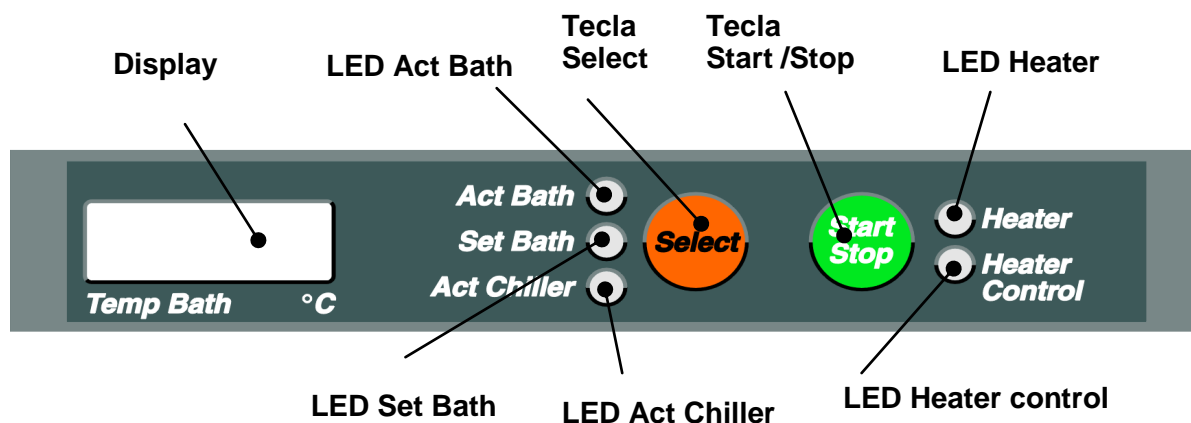 Display
LED Act Bath
Tecla
Select
Tecla
Start /Stop
LED Heater
Act Bath
Set Bath
Act Chiller
Select
Start
Stop
Heater
Heater
Control
Temp Bath °C
LED Set Bath
LED Act Chiller
LED Heater control